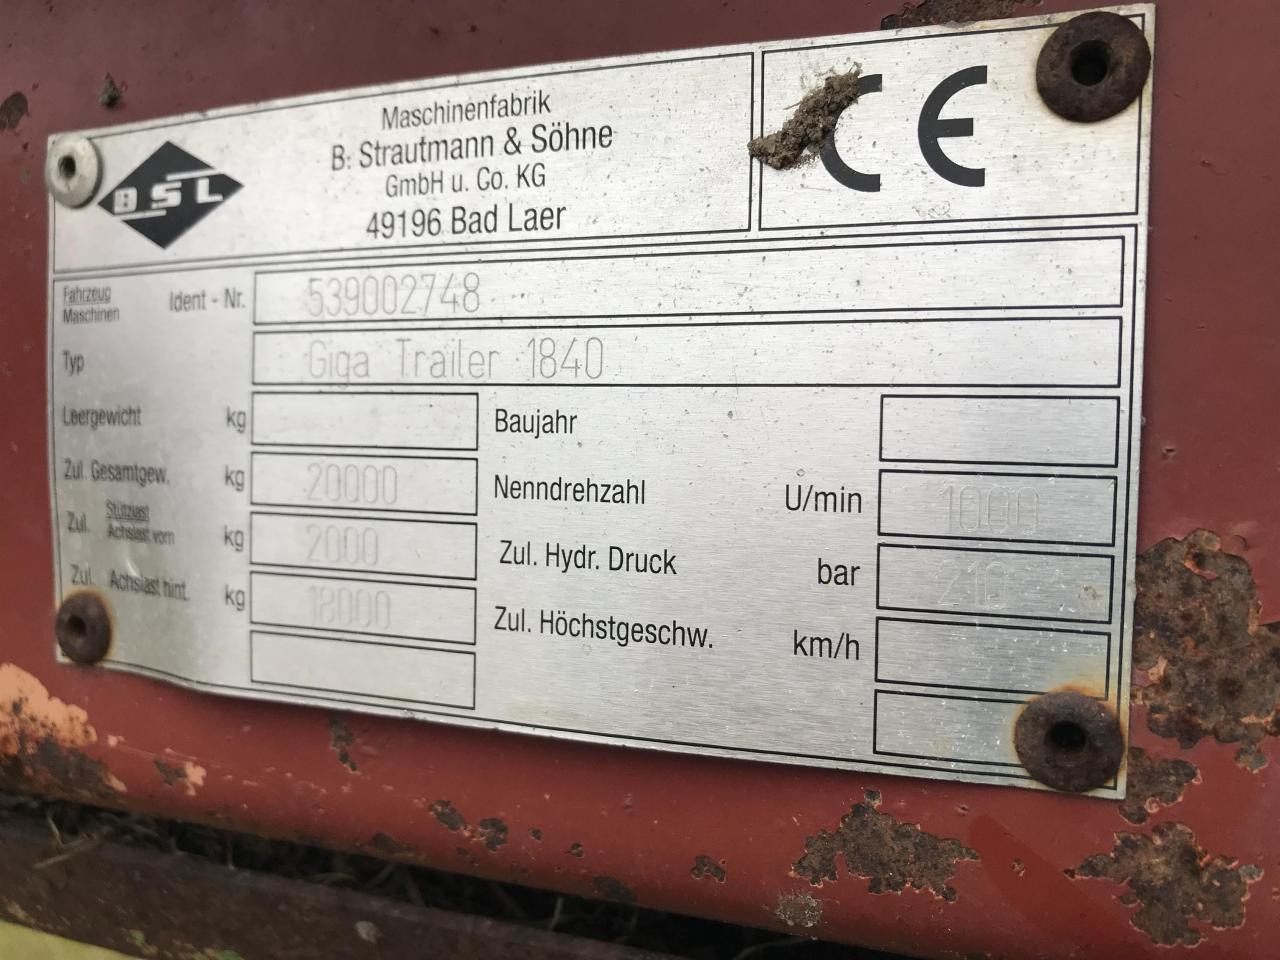 BSL
Maschinenfabrik
B. Strautmann & Söhne
GmbH u. Co. KG
49196 Bad Laer
CE
Fahrzeug
Maschinen
Ident - Nr. 539002748
Typ Giga Trailer 1840
Leergewicht kg
Baujahr
Zul. Gesamtgew. kg 20000
Nenndrehzahl U/min 1000
Zul. Stützlast
Achslast vorn kg 2000
Zul. Hydr. Druck bar 210
Zul. Achslast hint. kg 18000
Zul. Höchstgeschw. km/h